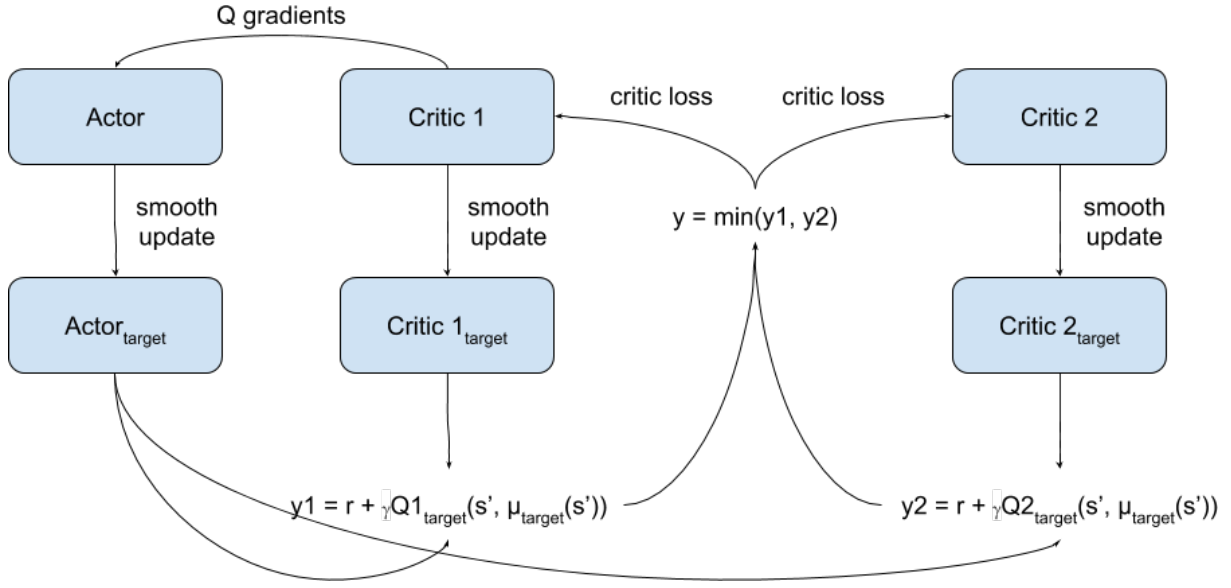 Q gradients
Actor
Critic 1
critic loss
critic loss
Critic 2
smooth
update
smooth
update
y = min(y1, y2)
smooth
update
Actor_target
Critic 1_target
Critic 2_target
y1 = r + γQ1_target(s’, μ_target(s’))
y2 = r + γQ2_target(s’, μ_target(s’))